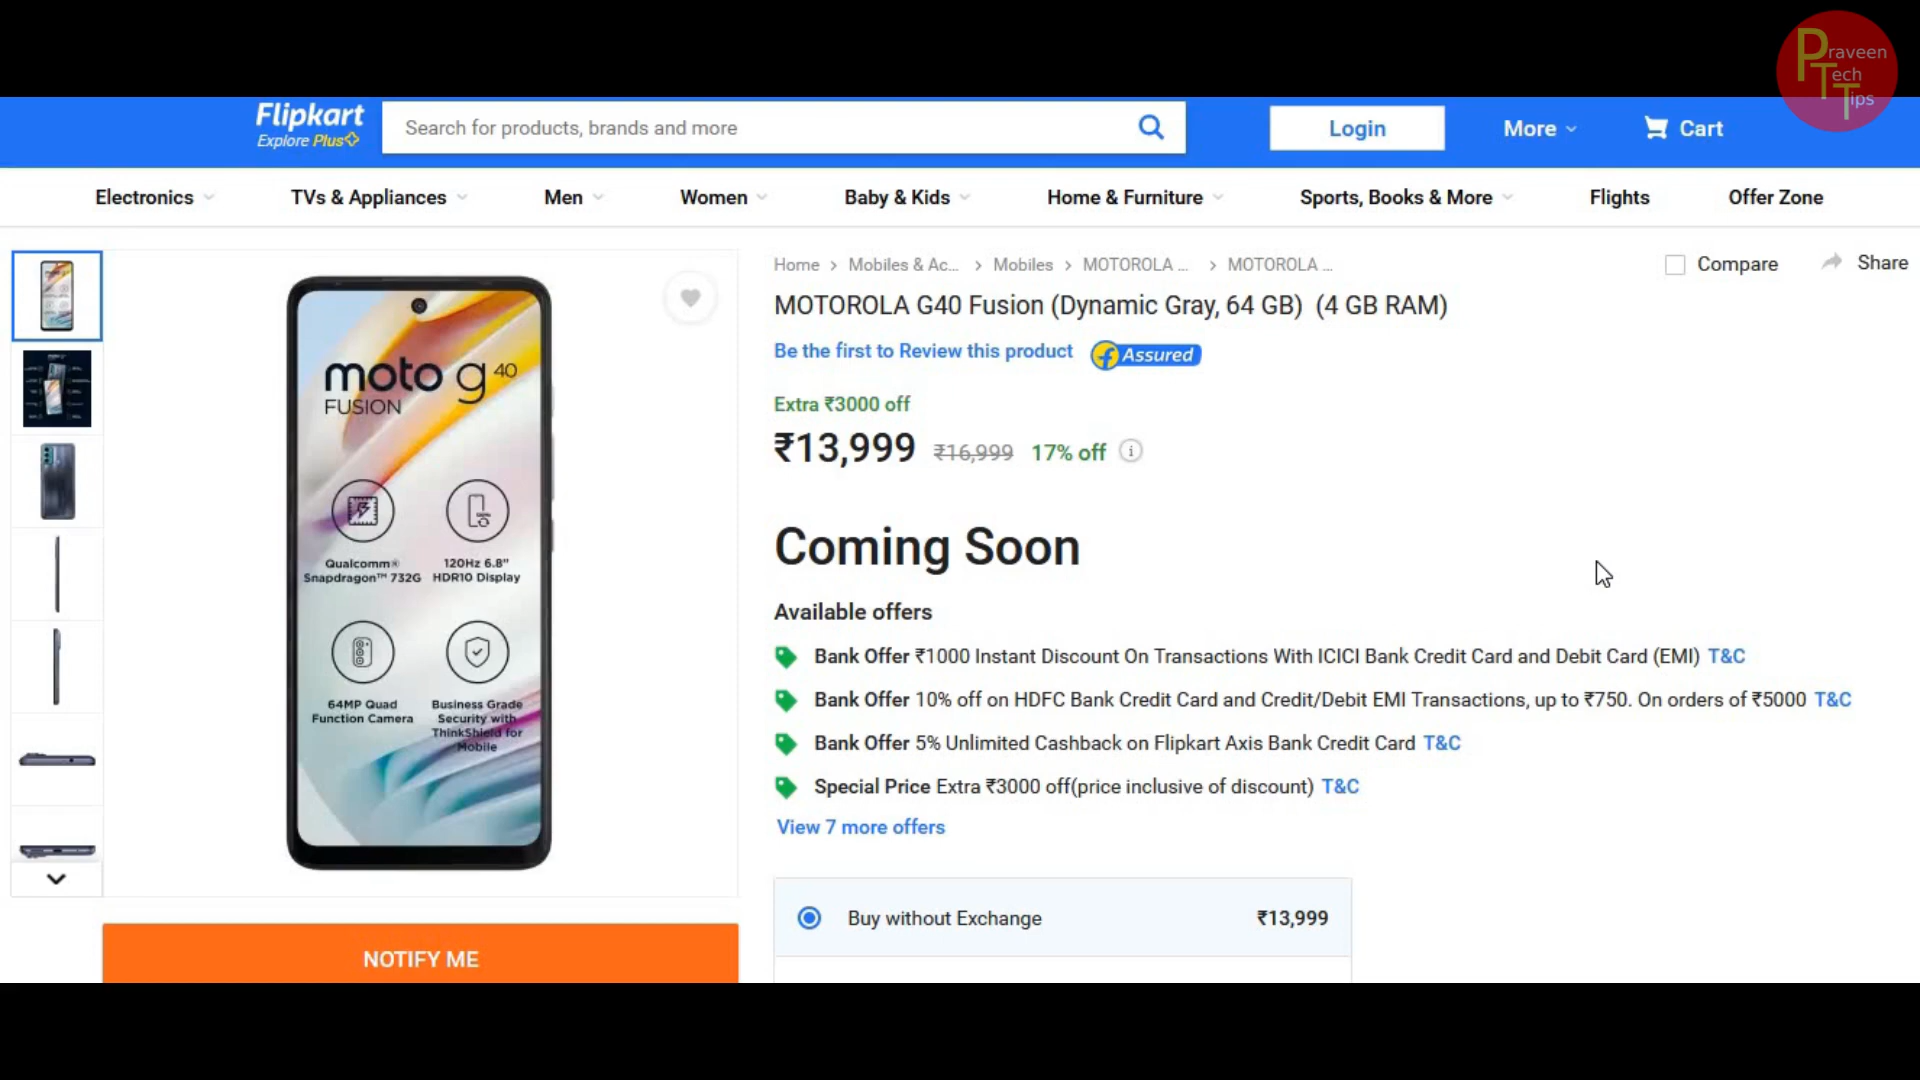 Praveen
Tech
Tips
Flipkart
Explore Plus
Search for products, brands and more
Login
More
Cart
Electronics
TVs & Appliances
Men
Women
Baby & Kids
Home & Furniture
Sports, Books & More
Flights
Offer Zone
Home > Mobiles & Ac... > Mobiles > MOTOROLA ... > MOTOROLA ...
Compare
Share
MOTOROLA G40 Fusion (Dynamic Gray, 64 GB) (4 GB RAM)
Be the first to Review this product
f Assured
Extra ₹3000 off
₹13,999 ₹16,999 17% off
Coming Soon
Available offers
Bank Offer ₹1000 Instant Discount On Transactions With ICICI Bank Credit Card and Debit Card (EMI) T&C
Bank Offer 10% off on HDFC Bank Credit Card and Credit/Debit EMI Transactions, up to ₹750. On orders of ₹5000 T&C
Bank Offer 5% Unlimited Cashback on Flipkart Axis Bank Credit Card T&C
Special Price Extra ₹3000 off(price inclusive of discount) T&C
View 7 more offers
Buy without Exchange ₹13,999
moto g 40
FUSION
Qualcomm®
Snapdragon™ 732G
120Hz 6.8"
HDR10 Display
64MP Quad
Function Camera
Business Grade
Security with
ThinkShield for
Mobile
NOTIFY ME